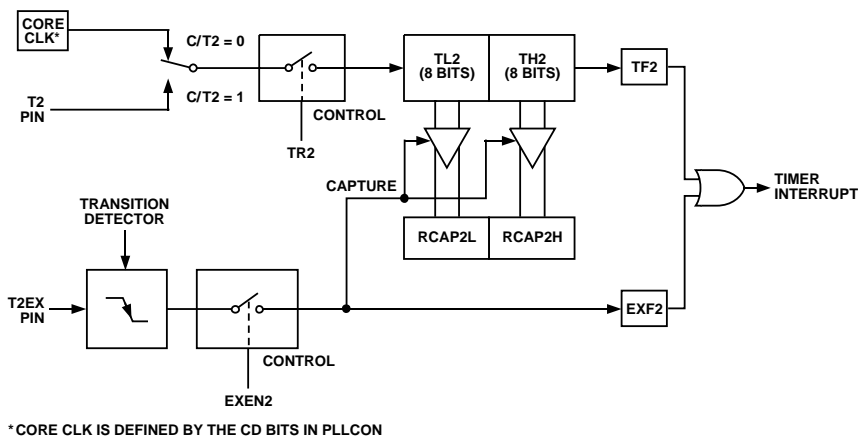 CORE
CLK*
C/T2 = 0
C/T2 = 1
T2
PIN
CONTROL
TR2
TL2
(8 BITS)
TH2
(8 BITS)
TF2
CAPTURE
TIMER
INTERRUPT
TRANSITION
DETECTOR
RCAP2L
RCAP2H
T2EX
PIN
EXF2
CONTROL
EXEN2
*CORE CLK IS DEFINED BY THE CD BITS IN PLLCON